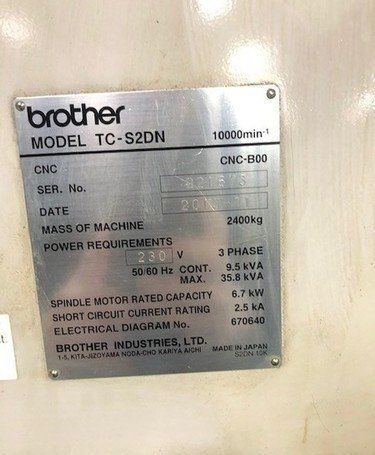 brother
MODEL TC-S2DN 10000min-1
CNC CNC-B00
SER. No.
DATE
MASS OF MACHINE 2400kg
POWER REQUIREMENTS
230 V 3 PHASE
50/60 Hz CONT. 9.5 kVA
MAX. 35.8 kVA
SPINDLE MOTOR RATED CAPACITY 6.7 kW
SHORT CIRCUIT CURRENT RATING 2.5 kA
ELECTRICAL DIAGRAM No. 670640
BROTHER INDUSTRIES, LTD. MADE IN JAPAN
1-5, KITA-JIZOYAMA NODA-CHO KARIYA AICHI S2DN 10K